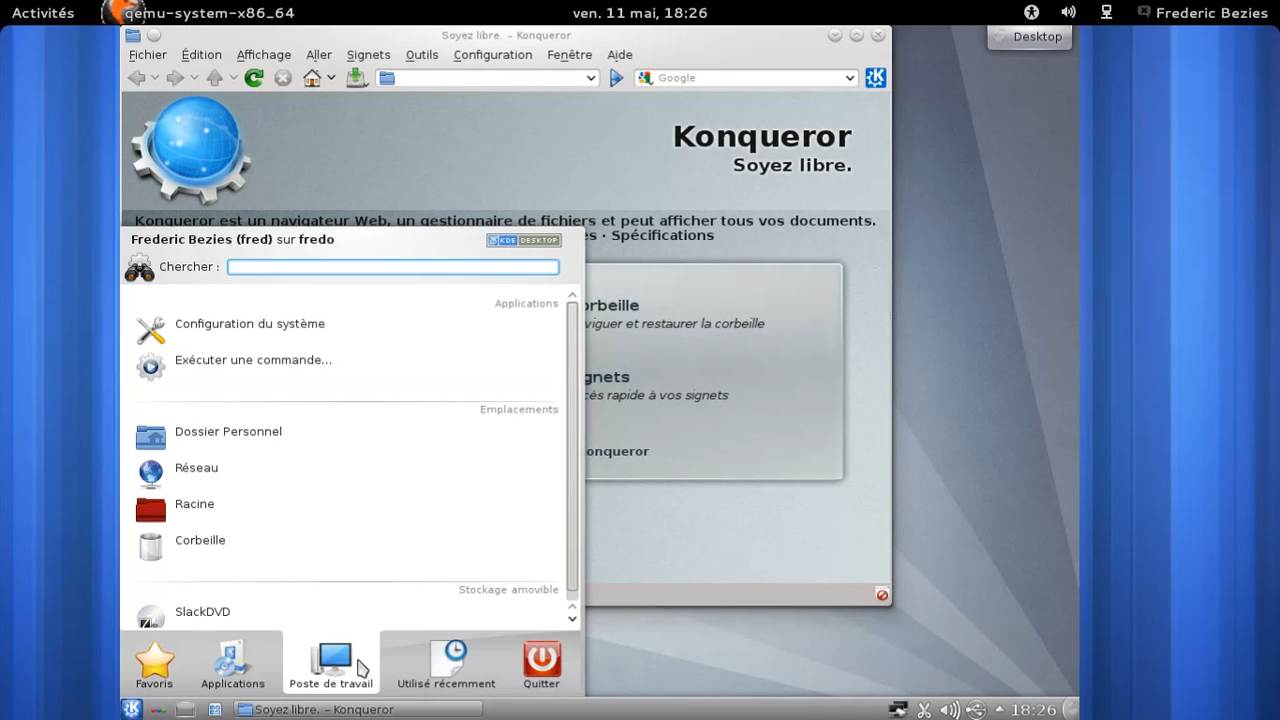 Activités qemu-system-x86_64 ven. 11 mai, 18:26 Frederic Bezies
Soyez libre. - Konqueror
Desktop
Fichier Édition Affichage Aller Signets Outils Configuration Fenêtre Aide
Google
Konqueror
Soyez libre.
Konqueror est un navigateur Web, un gestionnaire de fichiers et peut afficher tous vos documents.
es · Spécifications
Frederic Bezies (fred) sur fredo
KDE DESKTOP
Chercher :
Applications
Configuration du système
Exécuter une commande...
Emplacements
Dossier Personnel
Réseau
Racine
Corbeille
Stockage amovible
SlackDVD
orbeille
viguer et restaurer la corbeille
gnets
cès rapide à vos signets
onqueror
Favoris Applications Poste de travail Utilisé récemment Quitter
Soyez libre. - Konqueror 18:26